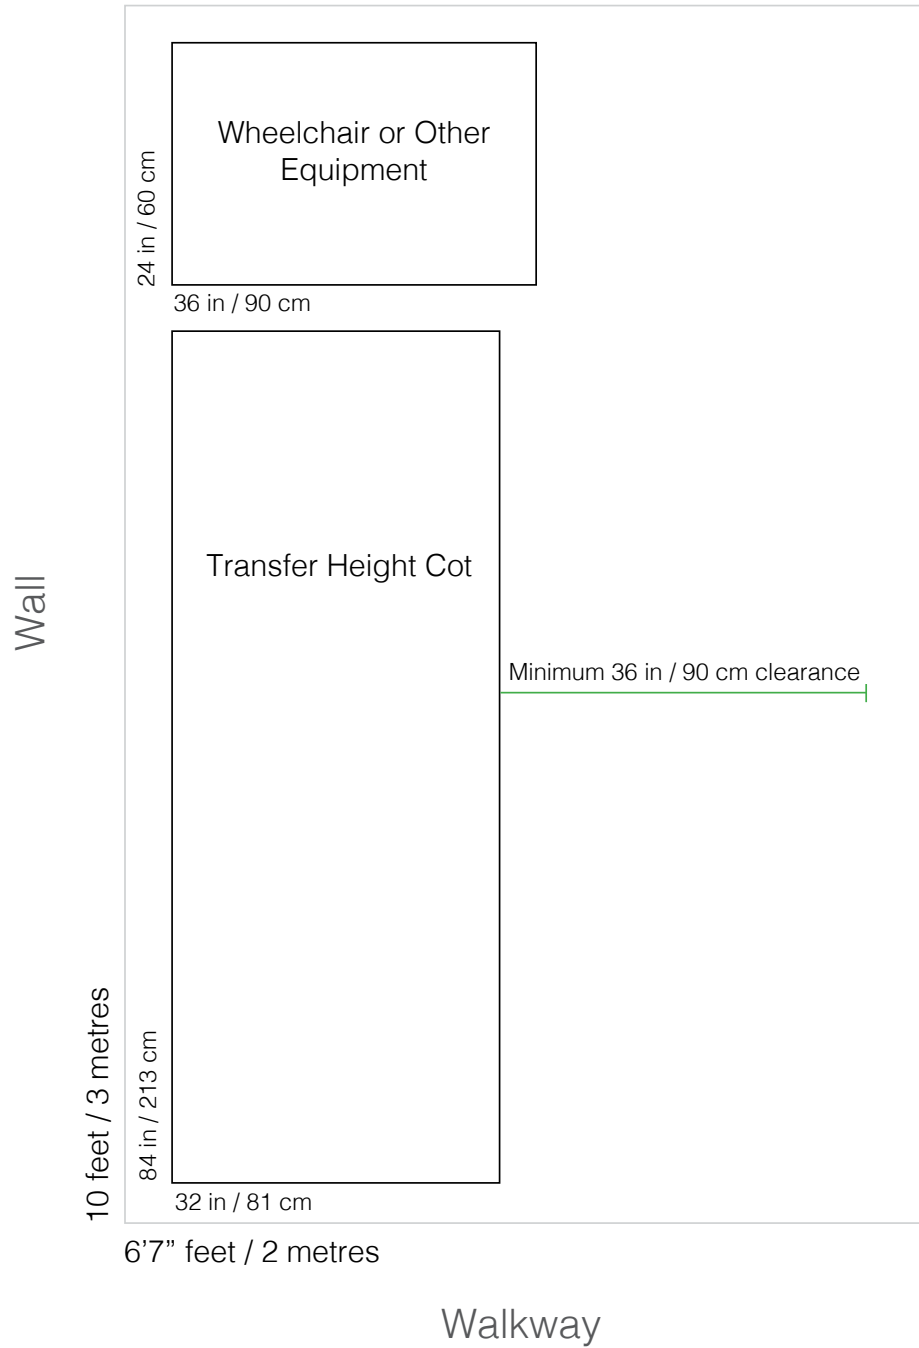 Wheelchair or Other
Equipment
24 in / 60 cm
36 in / 90 cm
Transfer Height Cot
Wall
Minimum 36 in / 90 cm clearance
10 feet / 3 metres
84 in / 213 cm
32 in / 81 cm
6’7” feet / 2 metres
Walkway